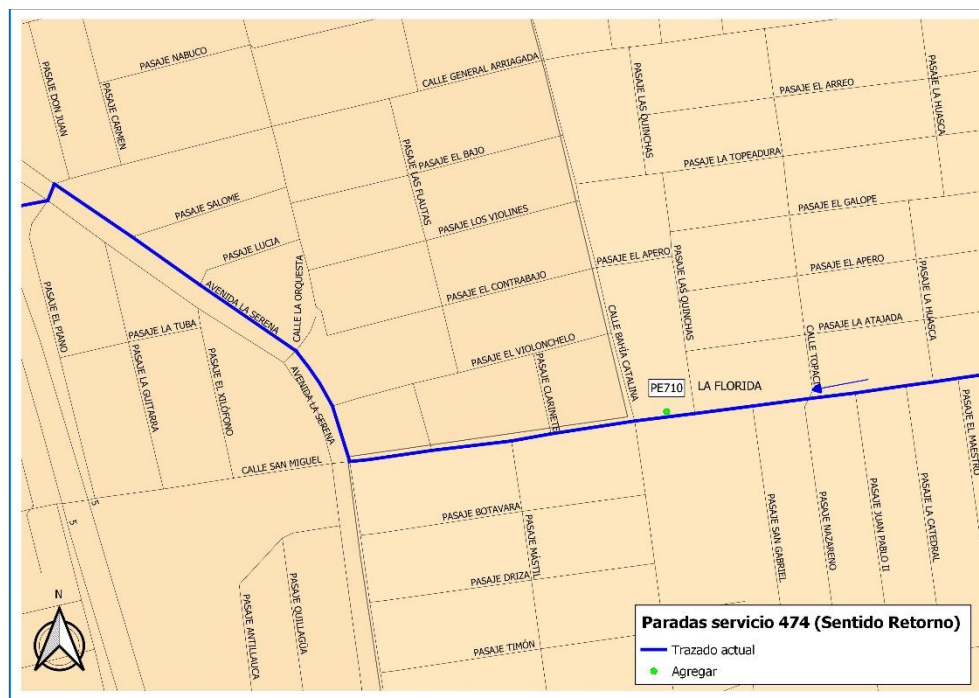 PASAJE NABUCO
PASAJE DON JUAN
PASAJE CARMEN
CALLE GENERAL ARRIAGADA
PASAJE LAS QUINCHAS
PASAJE EL ARREO
PASAJE LA HUASCA
PASAJE EL BAJO
PASAJE LAS FLAUTAS
PASAJE LA TOPEADURA
PASAJE SALOME
PASAJE LOS VIOLINES
PASAJE EL GALOPE
PASAJE LUCIA
CALLE LA ORQUESTA
PASAJE EL APERO
PASAJE EL APERO
PASAJE EL CONTRABAJO
PASAJE LAS QUINCHAS
PASAJE LA HUASCA
AVENIDA LA SERENA
PASAJE EL PIANO
PASAJE LA TUBA
PASAJE LA GUITARRA
PASAJE EL XILÓFONO
PASAJE LA ATAJADA
CALLE BAHÍA CATALINA
CALLE TOPACIO
PASAJE EL VIOLONCHELO
PASAJE CLARINETE
AVENIDA LA SERENA
PE710
LA FLORIDA
PASAJE EL MAESTRO
CALLE SAN MIGUEL
5
5
PASAJE BOTAVARA
PASAJE MÁSTIL
PASAJE SAN GABRIEL
PASAJE NAZARENO
PASAJE JUAN PABLO II
PASAJE LA CATEDRAL
PASAJE DRIZA
PASAJE QUILLAGÜA
PASAJE ANTILLAUCA
PASAJE TIMÓN
N
Paradas servicio 474 (Sentido Retorno)
Trazado actual
Agregar